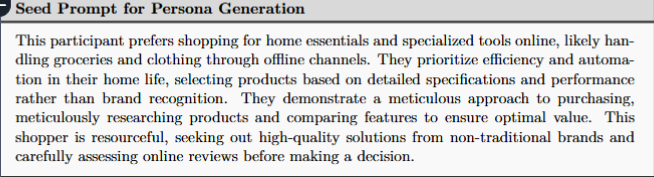 Seed Prompt for Persona Generation
This participant prefers shopping for home essentials and specialized tools online, likely han-
dling groceries and clothing through offline channels. They prioritize efficiency and automa-
tion in their home life, selecting products based on detailed specifications and performance
rather than brand recognition. They demonstrate a meticulous approach to purchasing,
meticulously researching products and comparing features to ensure optimal value. This
shopper is resourceful, seeking out high-quality solutions from non-traditional brands and
carefully assessing online reviews before making a decision.